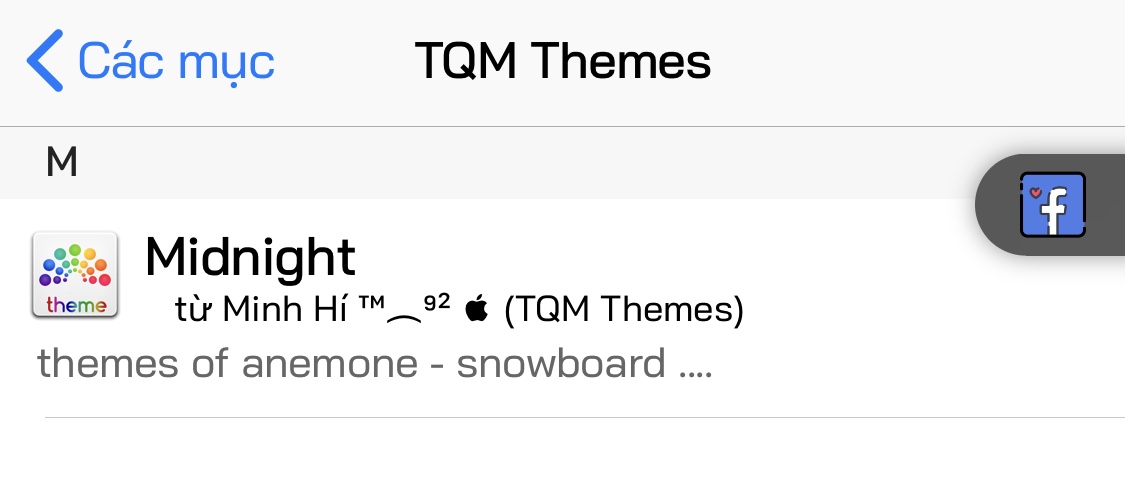 Các mục
TQM Themes
M
Midnight
theme
từ Minh Hí ™︵⁹²  (TQM Themes)
themes of anemone - snowboard ....